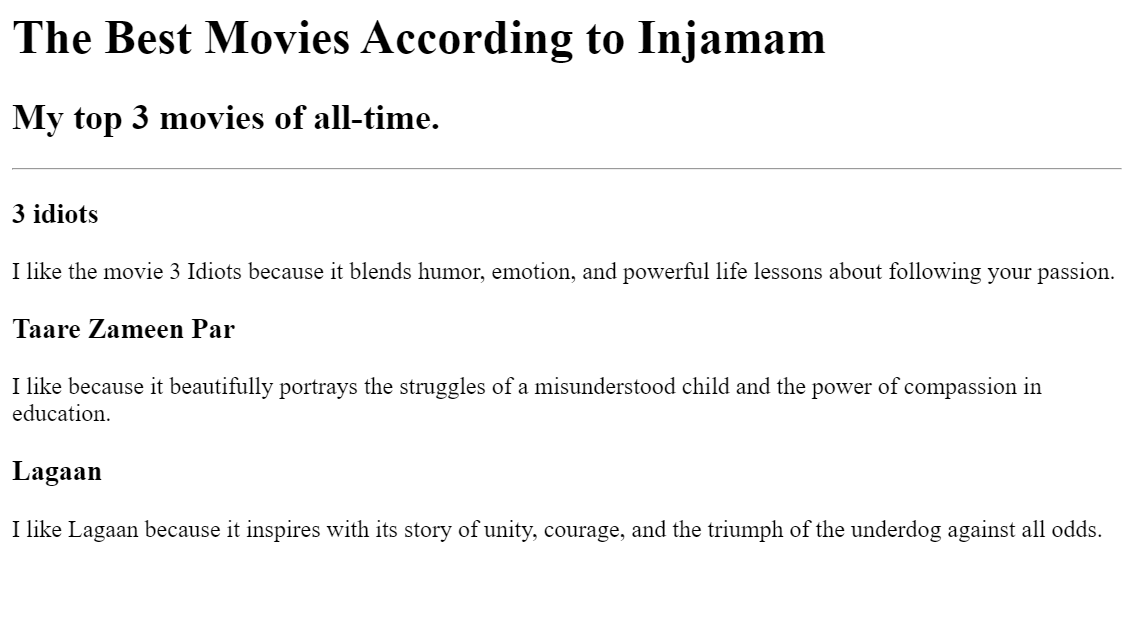 The Best Movies According to Injamam
My top 3 movies of all-time.
3 idiots
I like the movie 3 Idiots because it blends humor, emotion, and powerful life lessons about following your passion.
Taare Zameen Par
I like because it beautifully portrays the struggles of a misunderstood child and the power of compassion in
education.
Lagaan
I like Lagaan because it inspires with its story of unity, courage, and the triumph of the underdog against all odds.